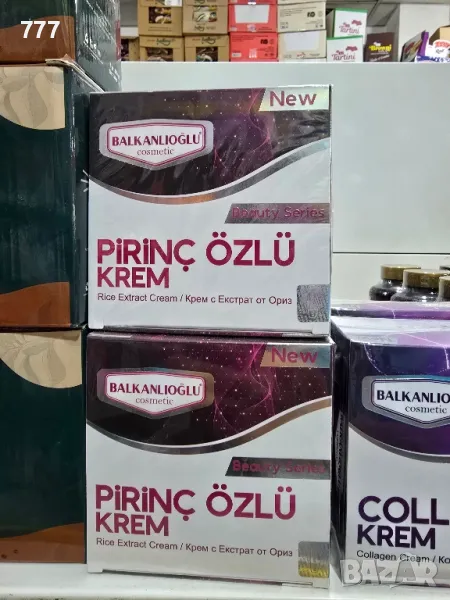 777
New
BALKANLIOĞLU
cosmetic
Beauty Series
PİRİNÇ ÖZLÜ
KREM
Rice Extract Cream / Крем с Екстрат от Ориз
New
BALKANLIOĞLU
cosmetic
Beauty Series
PİRİNÇ ÖZLÜ
KREM
Rice Extract Cream / Крем с Екстрат от Ориз
BALKANLIOĞLU
cosmetic
COLL
KREM
Collagen Cream / Ко
BAZAR